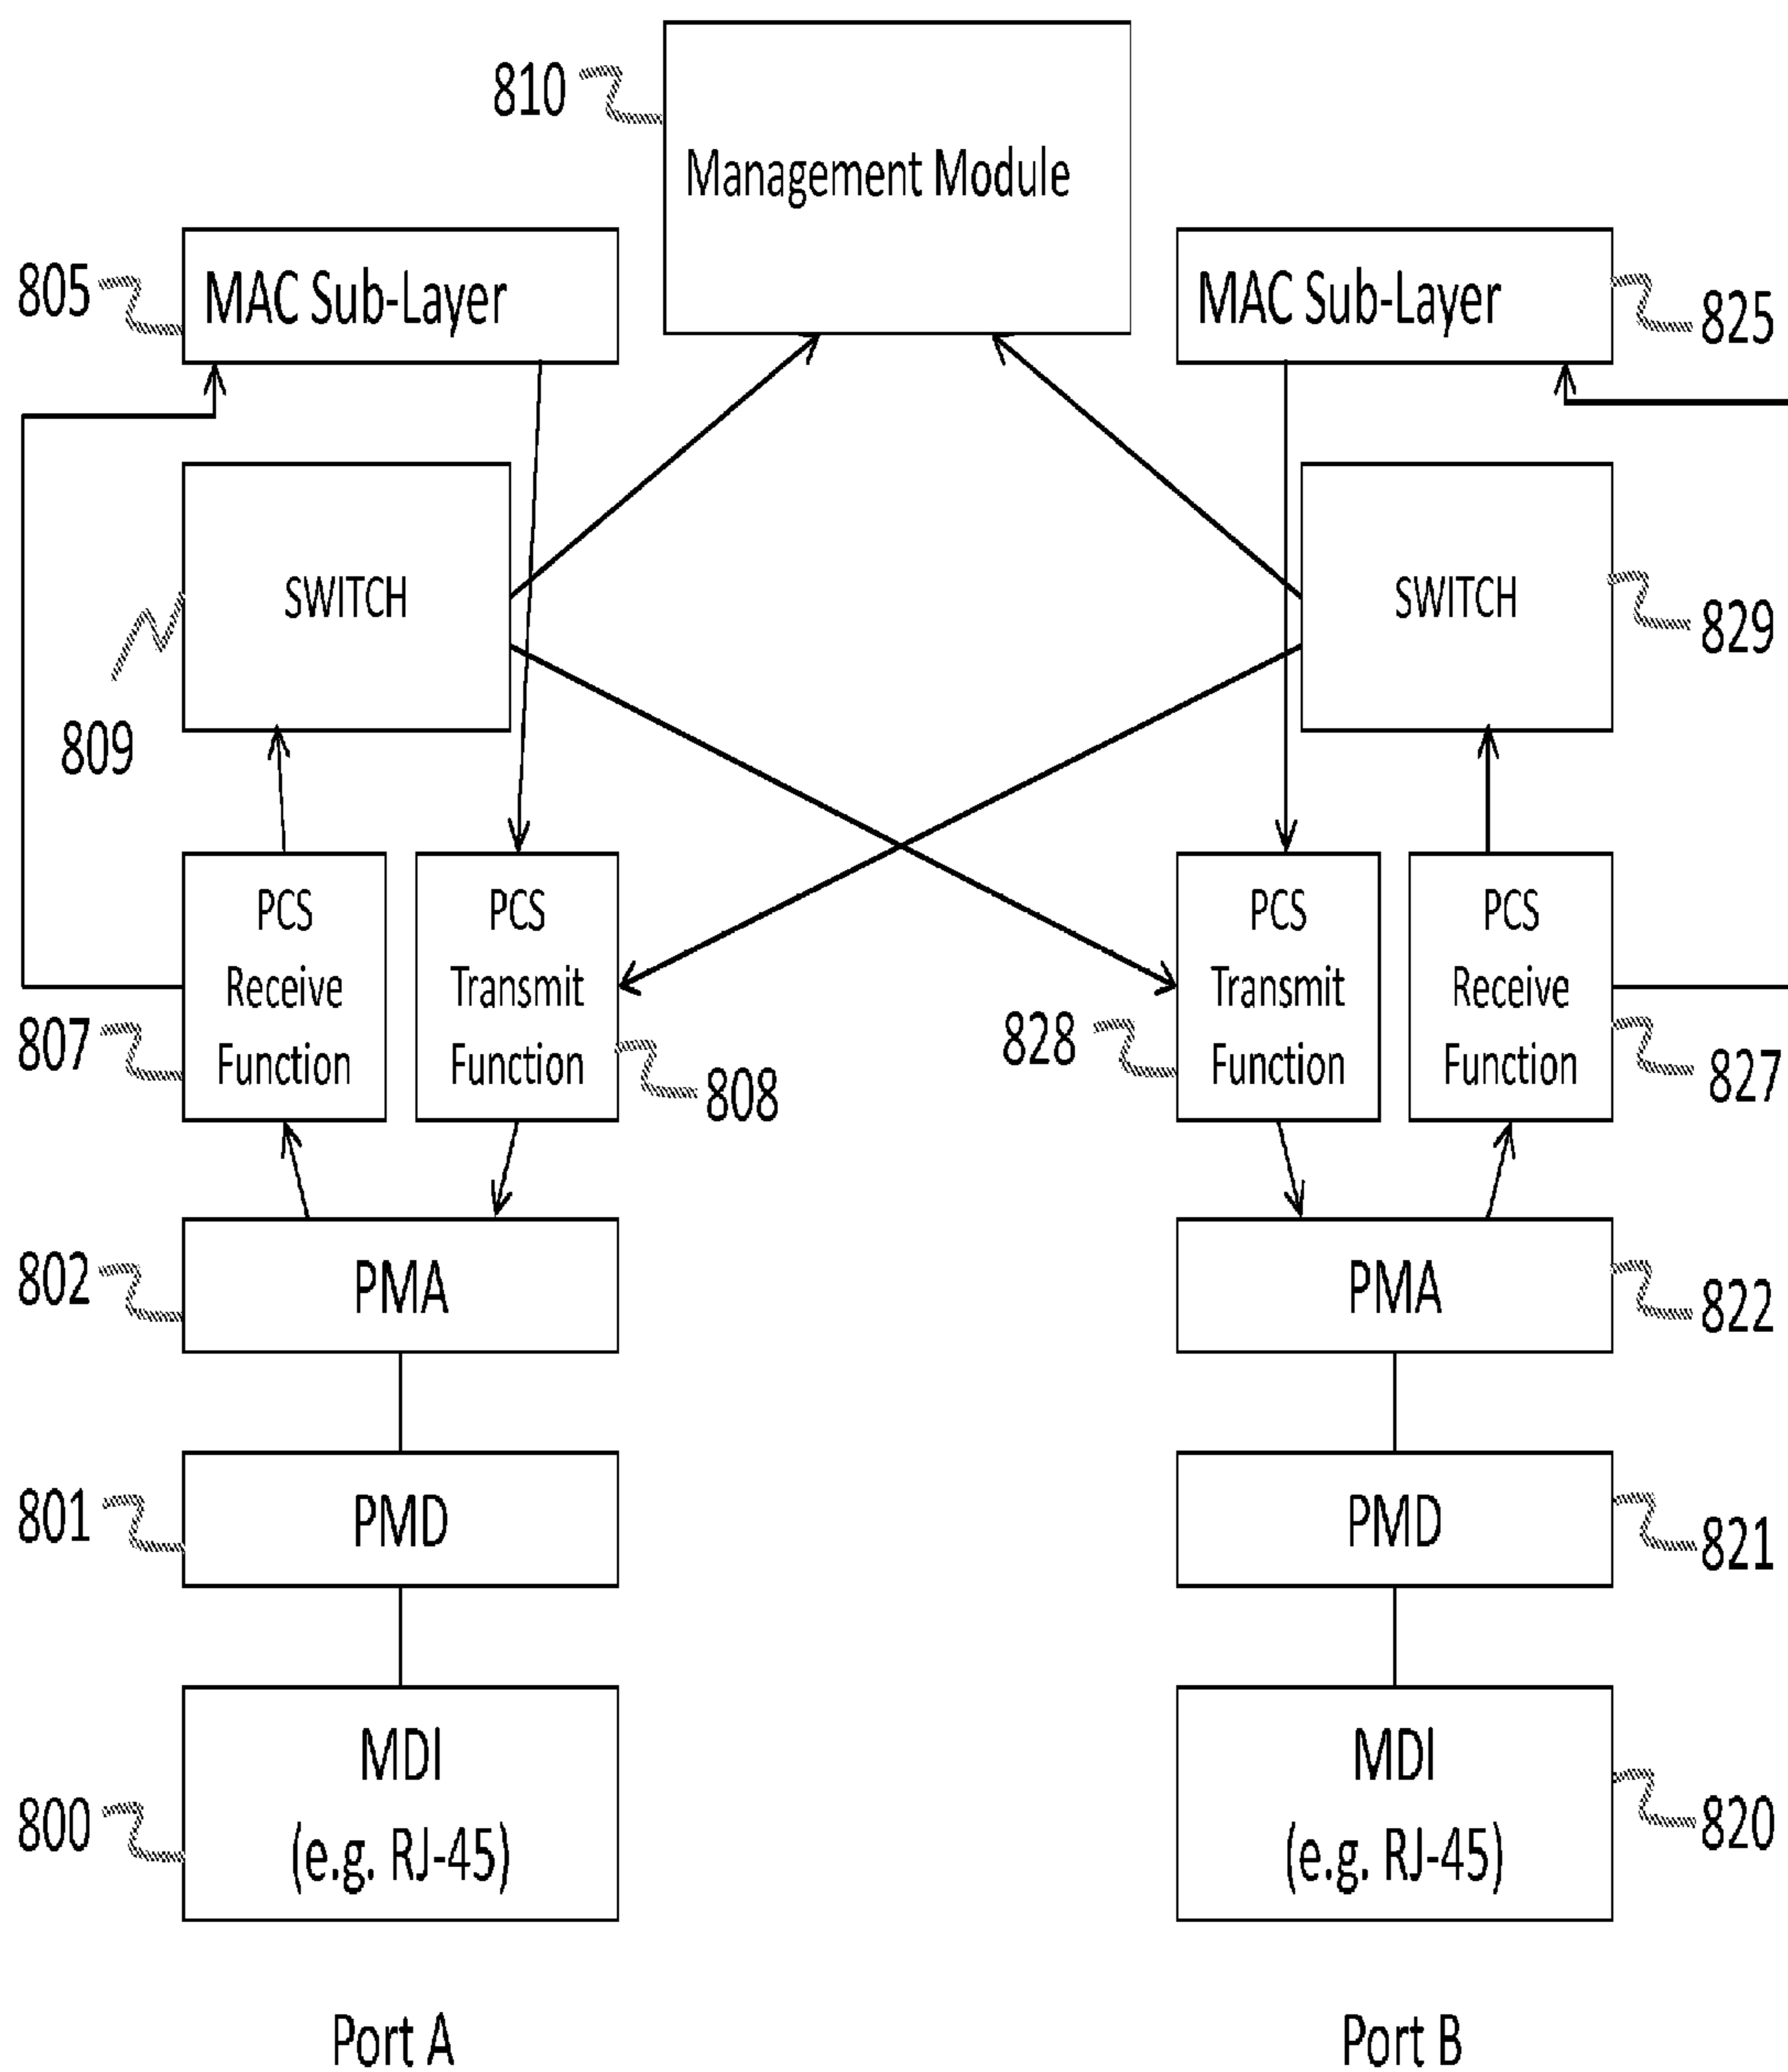 810
Management Module
805
MAC Sub-Layer
MAC Sub-Layer
825
SWITCH
SWITCH
809
829
PCS
Receive
Function
PCS
Transmit
Function
PCS
Transmit
Function
PCS
Receive
Function
807
808
828
827
802
PMA
PMA
822
801
PMD
PMD
821
800
MDI
(e.g. RJ-45)
MDI
(e.g. RJ-45)
820
Port A
Port B